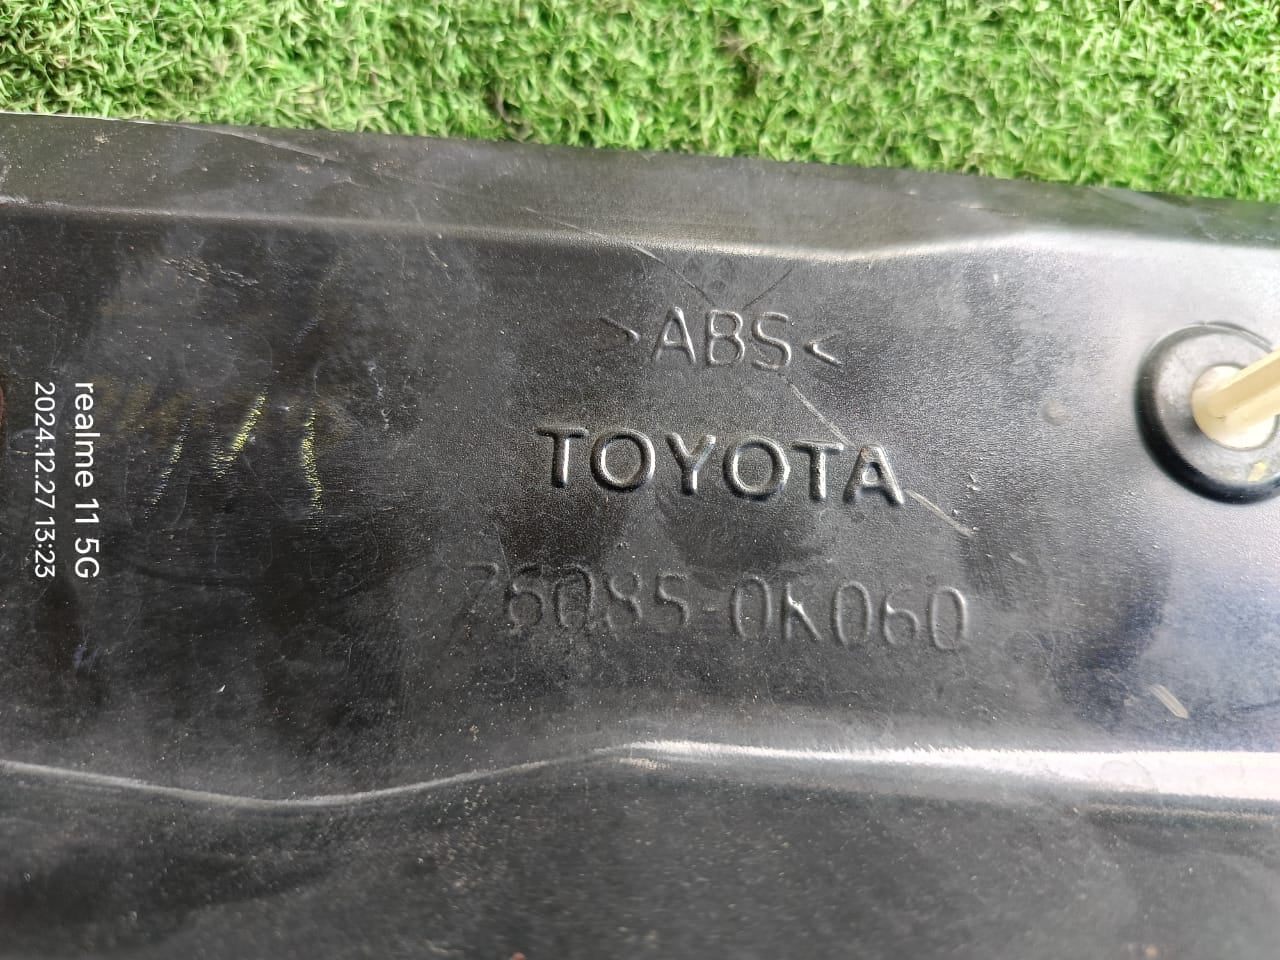 >ABS<
TOYOTA
76085-0K060
realme 11 5G
2024.12.27 13:23